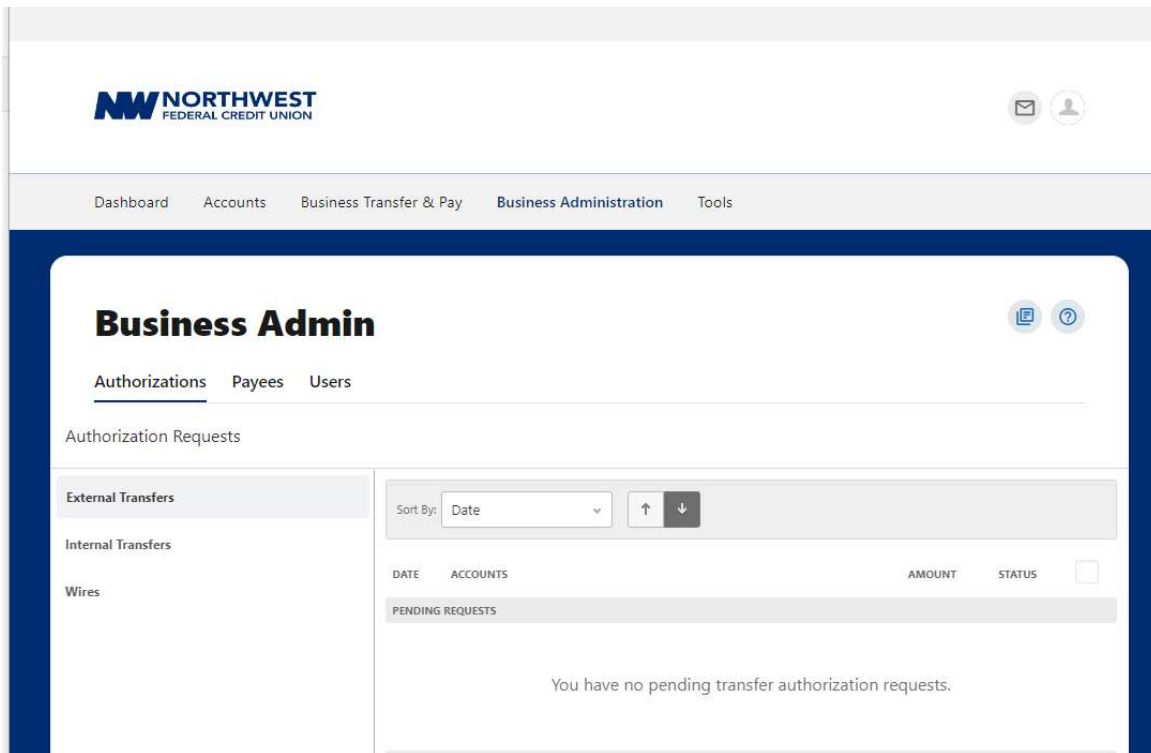 NW NORTHWEST
FEDERAL CREDIT UNION
Dashboard Accounts Business Transfer & Pay Business Administration Tools
Business Admin
Authorizations Payees Users
Authorization Requests
External Transfers
Internal Transfers
Wires
Sort By: Date
DATE ACCOUNTS AMOUNT STATUS
PENDING REQUESTS
You have no pending transfer authorization requests.